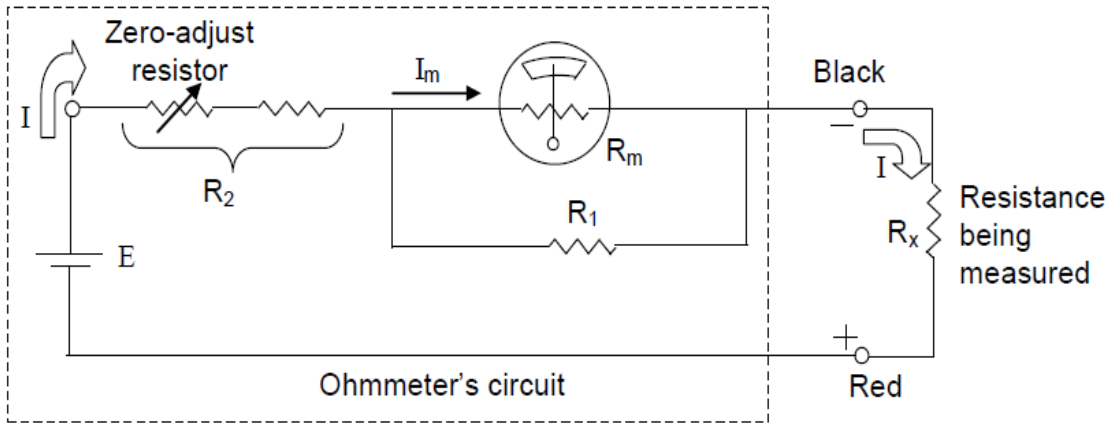 Zero-adjust
resistor
I
Iₘ
Black
−
Rₘ
I
R₂
R₁
Rₓ
Resistance
being
measured
E
+
Ohmmeter's circuit
Red